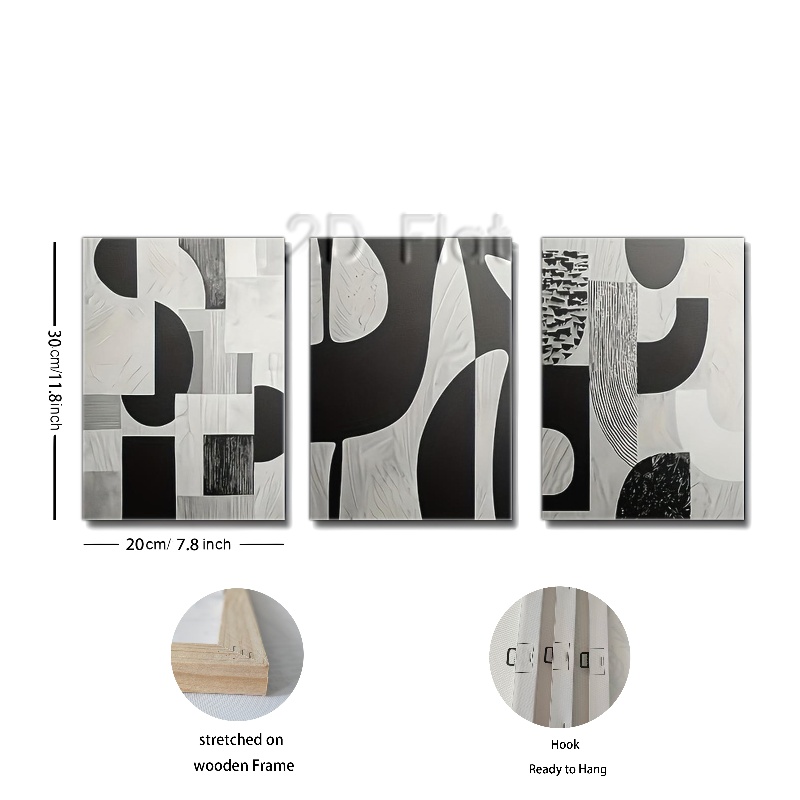 2D Flat
30cm/11.8inch
20cm/ 7.8 inch
stretched on
wooden Frame
Hook
Ready to Hang